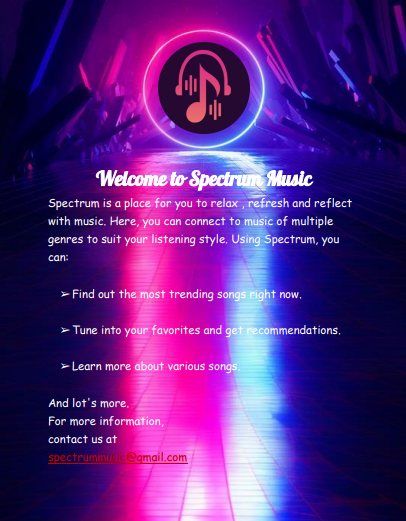 Welcome to Spectrum Music
Spectrum is a place for you to relax , refresh and reflect
with music. Here, you can connect to music of multiple
genres to suit your listening style. Using Spectrum, you
can:
➢ Find out the most trending songs right now.
➢ Tune into your favorites and get recommendations.
➢ Learn more about various songs.
And lot's more.
For more information,
contact us at
spectrummusic@gmail.com